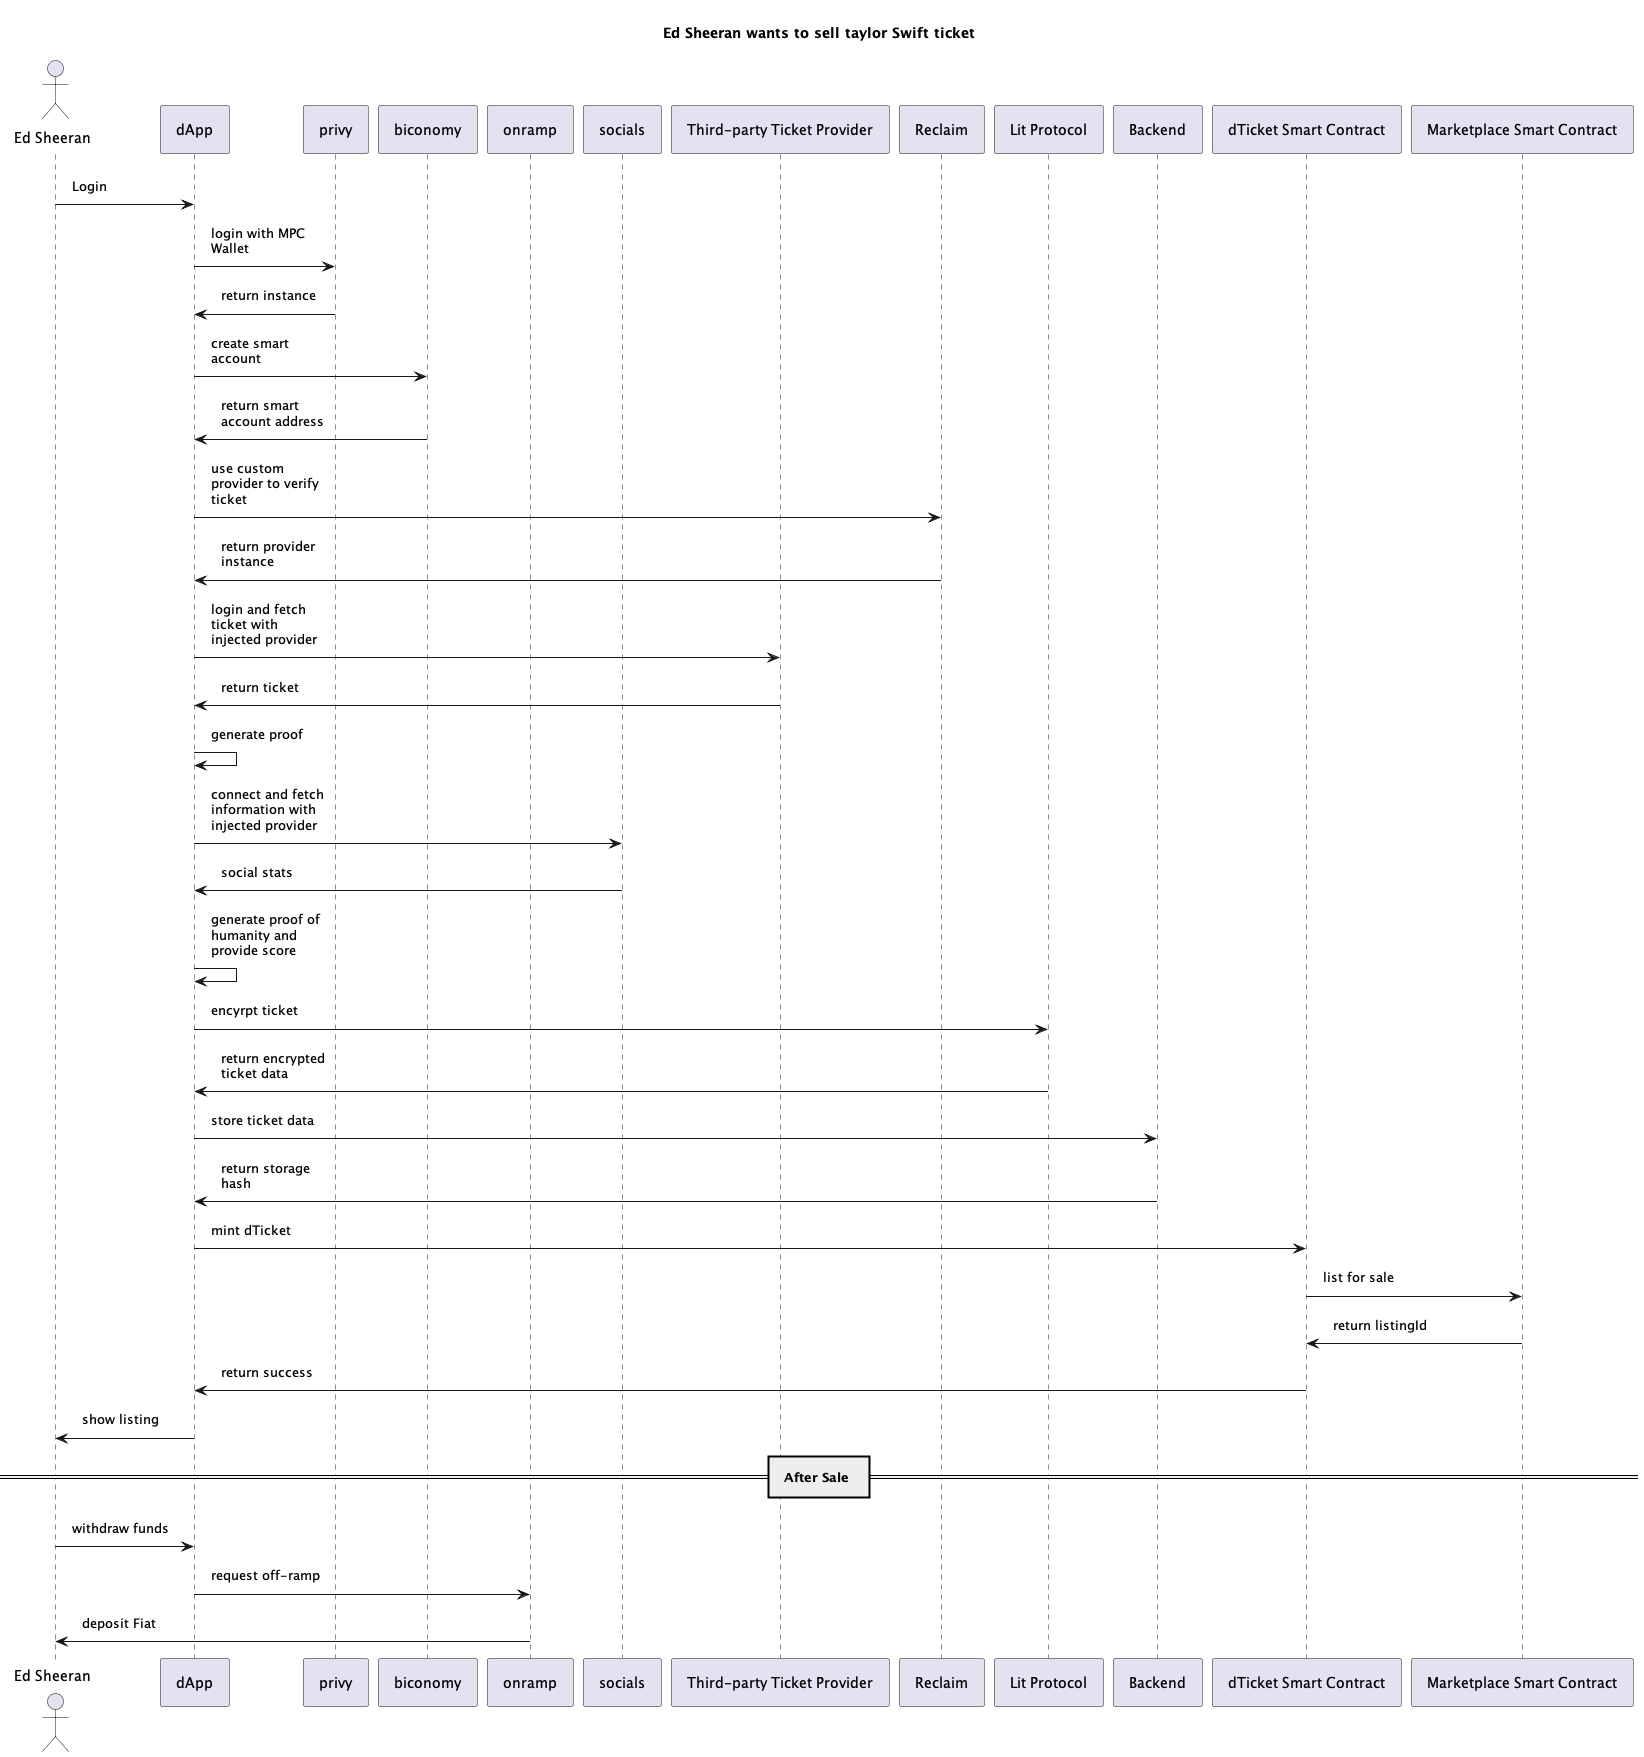 Ed Sheeran wants to sell taylor Swift ticket
Ed Sheeran
dApp
privy
biconomy
onramp
socials
Third-party Ticket Provider
Reclaim
Lit Protocol
Backend
dTicket Smart Contract
Marketplace Smart Contract
Login
login with MPC
Wallet
return instance
create smart
account
return smart
account address
use custom
provider to verify
ticket
return provider
instance
login and fetch
ticket with
injected provider
return ticket
generate proof
connect and fetch
information with
injected provider
social stats
generate proof of
humanity and
provide score
encyrpt ticket
return encrypted
ticket data
store ticket data
return storage
hash
mint dTicket
list for sale
return listingId
return success
show listing
After Sale
withdraw funds
request off-ramp
deposit Fiat
Ed Sheeran
dApp
privy
biconomy
onramp
socials
Third-party Ticket Provider
Reclaim
Lit Protocol
Backend
dTicket Smart Contract
Marketplace Smart Contract